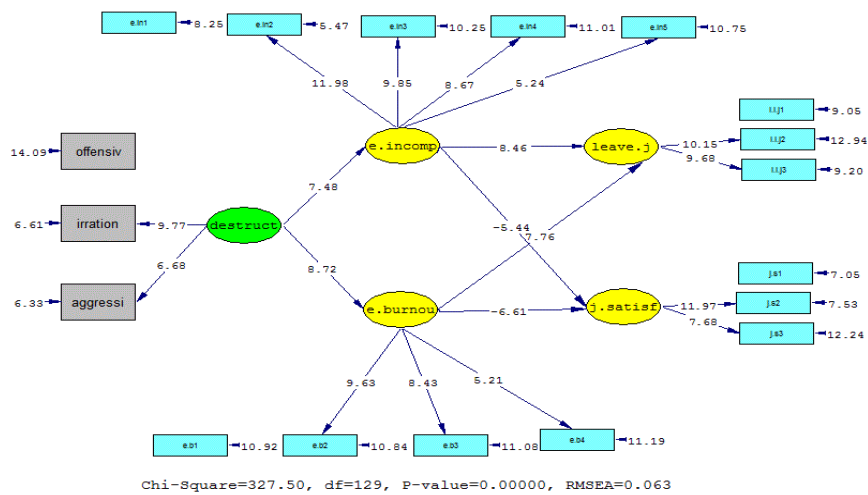 e.in1 8.25 e.in2 5.47 e.in3 10.25 e.in4 11.01 e.in5 10.75
11.98 9.85 8.67 5.24
l.l.j1 9.05
14.09 offensiv e.incomp 8.46 leave.j 10.15 l.l.j2 12.94
9.68 l.l.j3 9.20
7.48
6.61 irration 9.77 destruct -5.44 7.76
6.68 8.72 j.s1 7.05
6.33 aggressi e.burnou -6.61 j.satisf 11.97 j.s2 7.53
7.68 j.s3 12.24
9.63 8.43 5.21
e.b1 10.92 e.b2 10.84 e.b3 11.08 e.b4 11.19
Chi-Square=327.50, df=129, P-value=0.00000, RMSEA=0.063